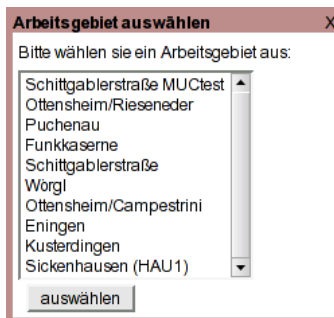 Arbeitsgebiet auswählen X
Bitte wählen sie ein Arbeitsgebiet aus:
Schittgablerstraße MUCtest
Ottensheim/Rieseneder
Puchenau
Funkkaserne
Schittgablerstraße
Wörgl
Ottensheim/Campestrini
Eningen
Kusterdingen
Sickenhausen (HAU1)
auswählen